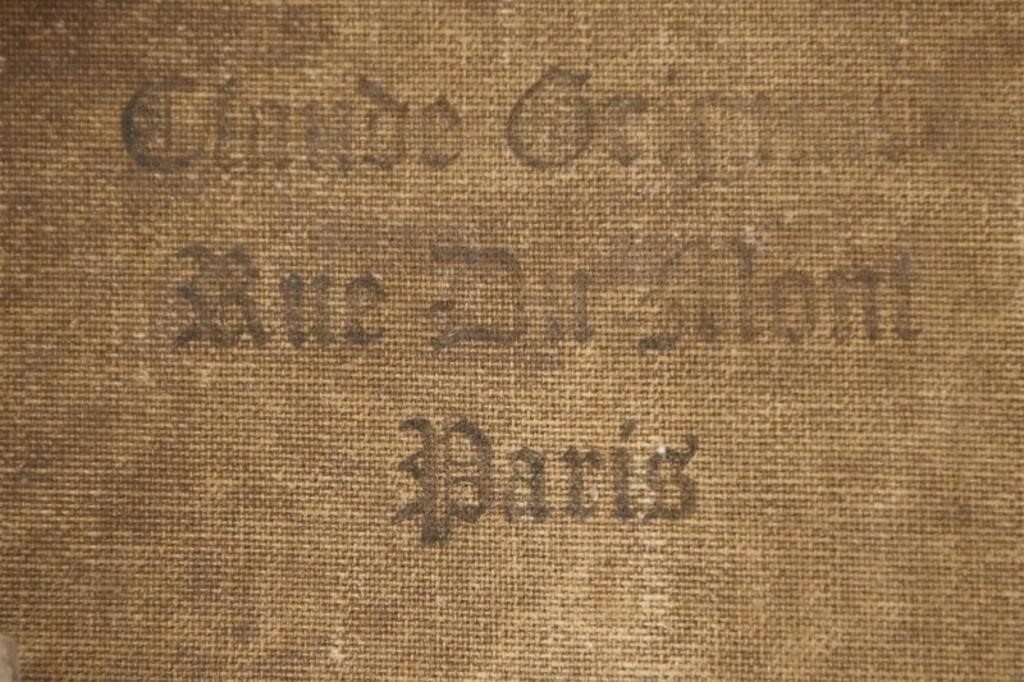 Claude
Rue Du Mont
Paris